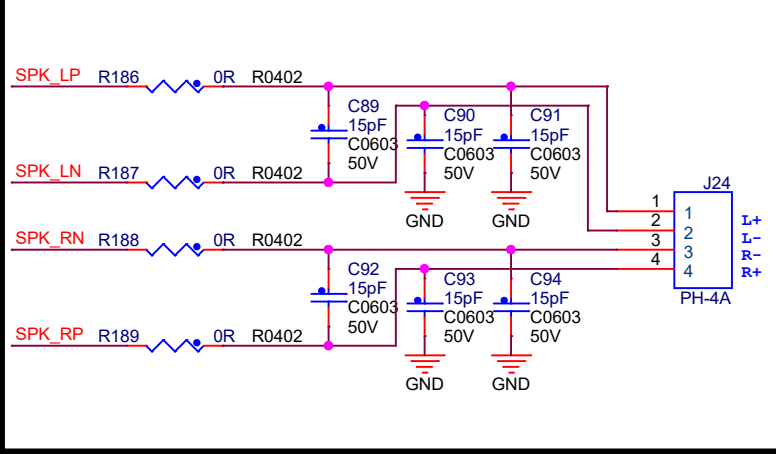 SPK_LP R186 0R R0402
C89
15pF
C0603
50V
C90
15pF
C0603
50V
C91
15pF
C0603
50V
SPK_LN R187 0R R0402
GND GND
J24
1 1 L+
2 2 L-
3 3 R-
4 4 R+
PH-4A
SPK_RN R188 0R R0402
C92
15pF
C0603
50V
C93
15pF
C0603
50V
C94
15pF
C0603
50V
SPK_RP R189 0R R0402
GND GND